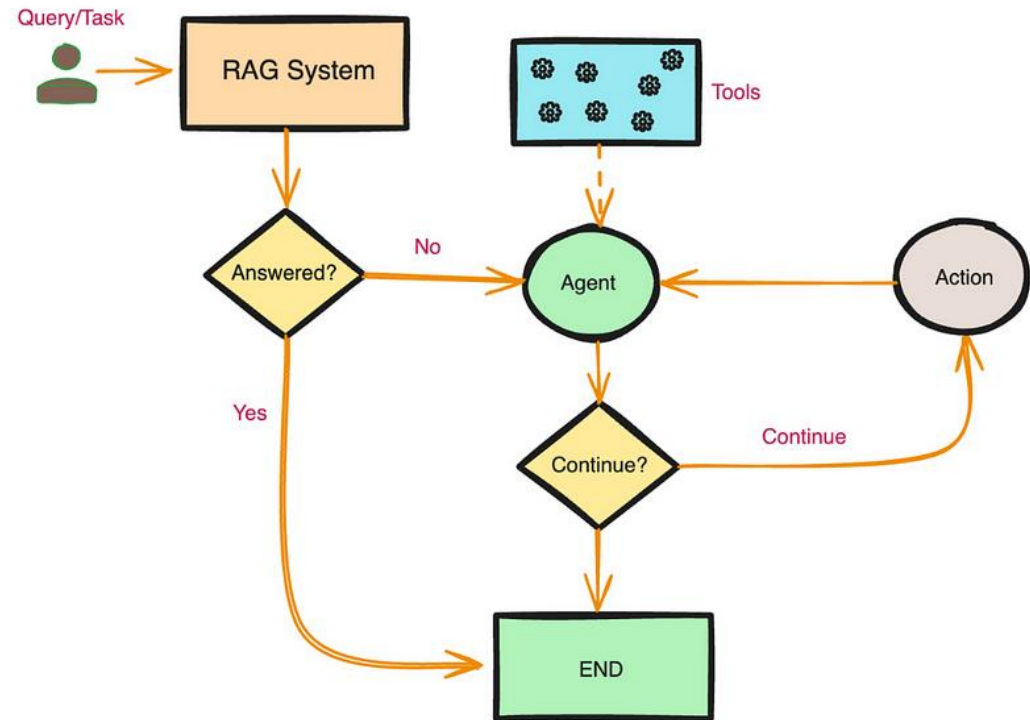 Query/Task
RAG System
Tools
Answered?
No
Agent
Action
Yes
Continue?
Continue
END